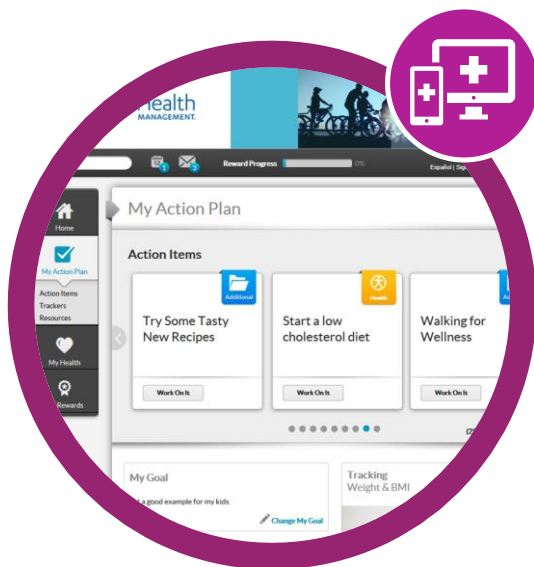 Health
MANAGEMENT.
1
3
Reward Progress
0%
Español
Home
My Action Plan
Action Items
Trackers
Resources
My Health
Rewards
My Action Plan
Action Items
Additional
Try Some Tasty
New Recipes
Work On It
Health
Start a low
cholesterol diet
Work On It
Walking for
Wellness
Work On It
My Goal
a good example for my kids
Change My Goal
Tracking
Weight & BMI